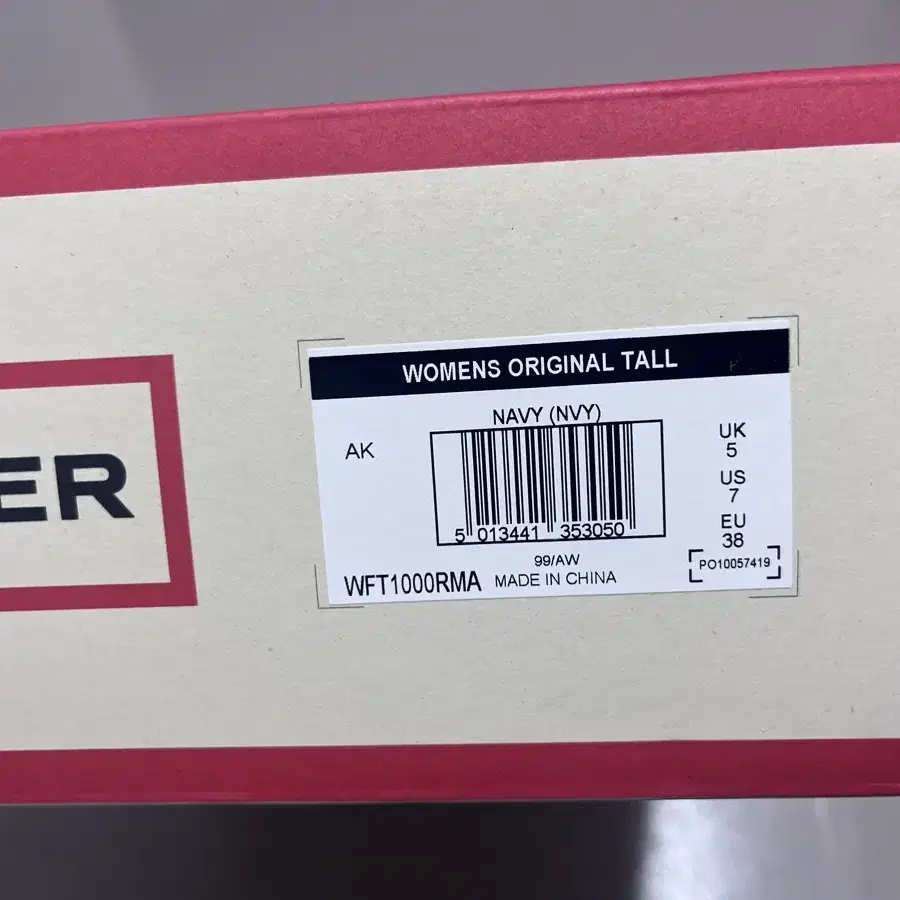 ER
WOMENS ORIGINAL TALL
NAVY (NVY)
AK
UK
5
US
7
EU
38
5 013441 353050
99/AW
PO10057419
WFT1000RMA MADE IN CHINA